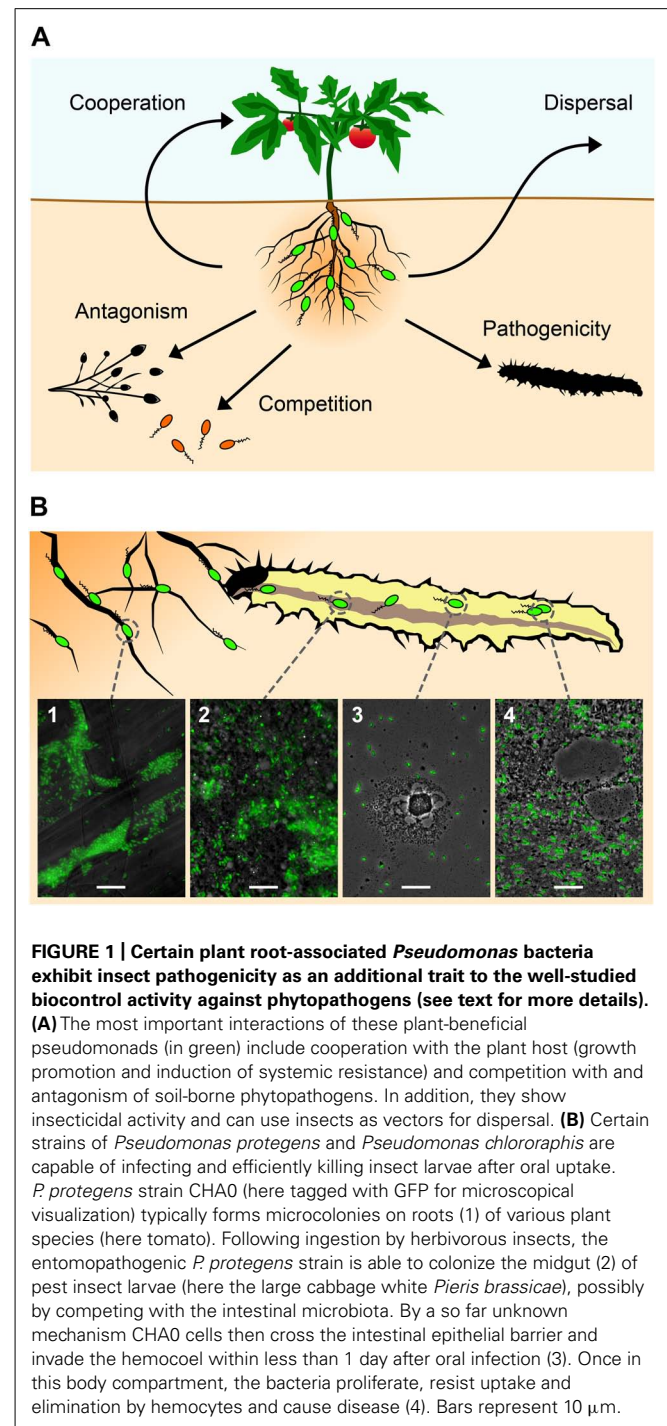 A
Cooperation
Dispersal
Antagonism
Pathogenicity
Competition
B
1
2
3
4
FIGURE 1 | Certain plant root-associated Pseudomonas bacteria
exhibit insect pathogenicity as an additional trait to the well-studied
biocontrol activity against phytopathogens (see text for more details).
(A) The most important interactions of these plant-beneficial
pseudomonads (in green) include cooperation with the plant host (growth
promotion and induction of systemic resistance) and competition with and
antagonism of soil-borne phytopathogens. In addition, they show
insecticidal activity and can use insects as vectors for dispersal. (B) Certain
strains of Pseudomonas protegens and Pseudomonas chlororaphis are
capable of infecting and efficiently killing insect larvae after oral uptake.
P. protegens strain CHA0 (here tagged with GFP for microscopical
visualization) typically forms microcolonies on roots (1) of various plant
species (here tomato). Following ingestion by herbivorous insects, the
entomopathogenic P. protegens strain is able to colonize the midgut (2) of
pest insect larvae (here the large cabbage white Pieris brassicae), possibly
by competing with the intestinal microbiota. By a so far unknown
mechanism CHA0 cells then cross the intestinal epithelial barrier and
invade the hemocoel within less than 1 day after oral infection (3). Once in
this body compartment, the bacteria proliferate, resist uptake and
elimination by hemocytes and cause disease (4). Bars represent 10 μm.